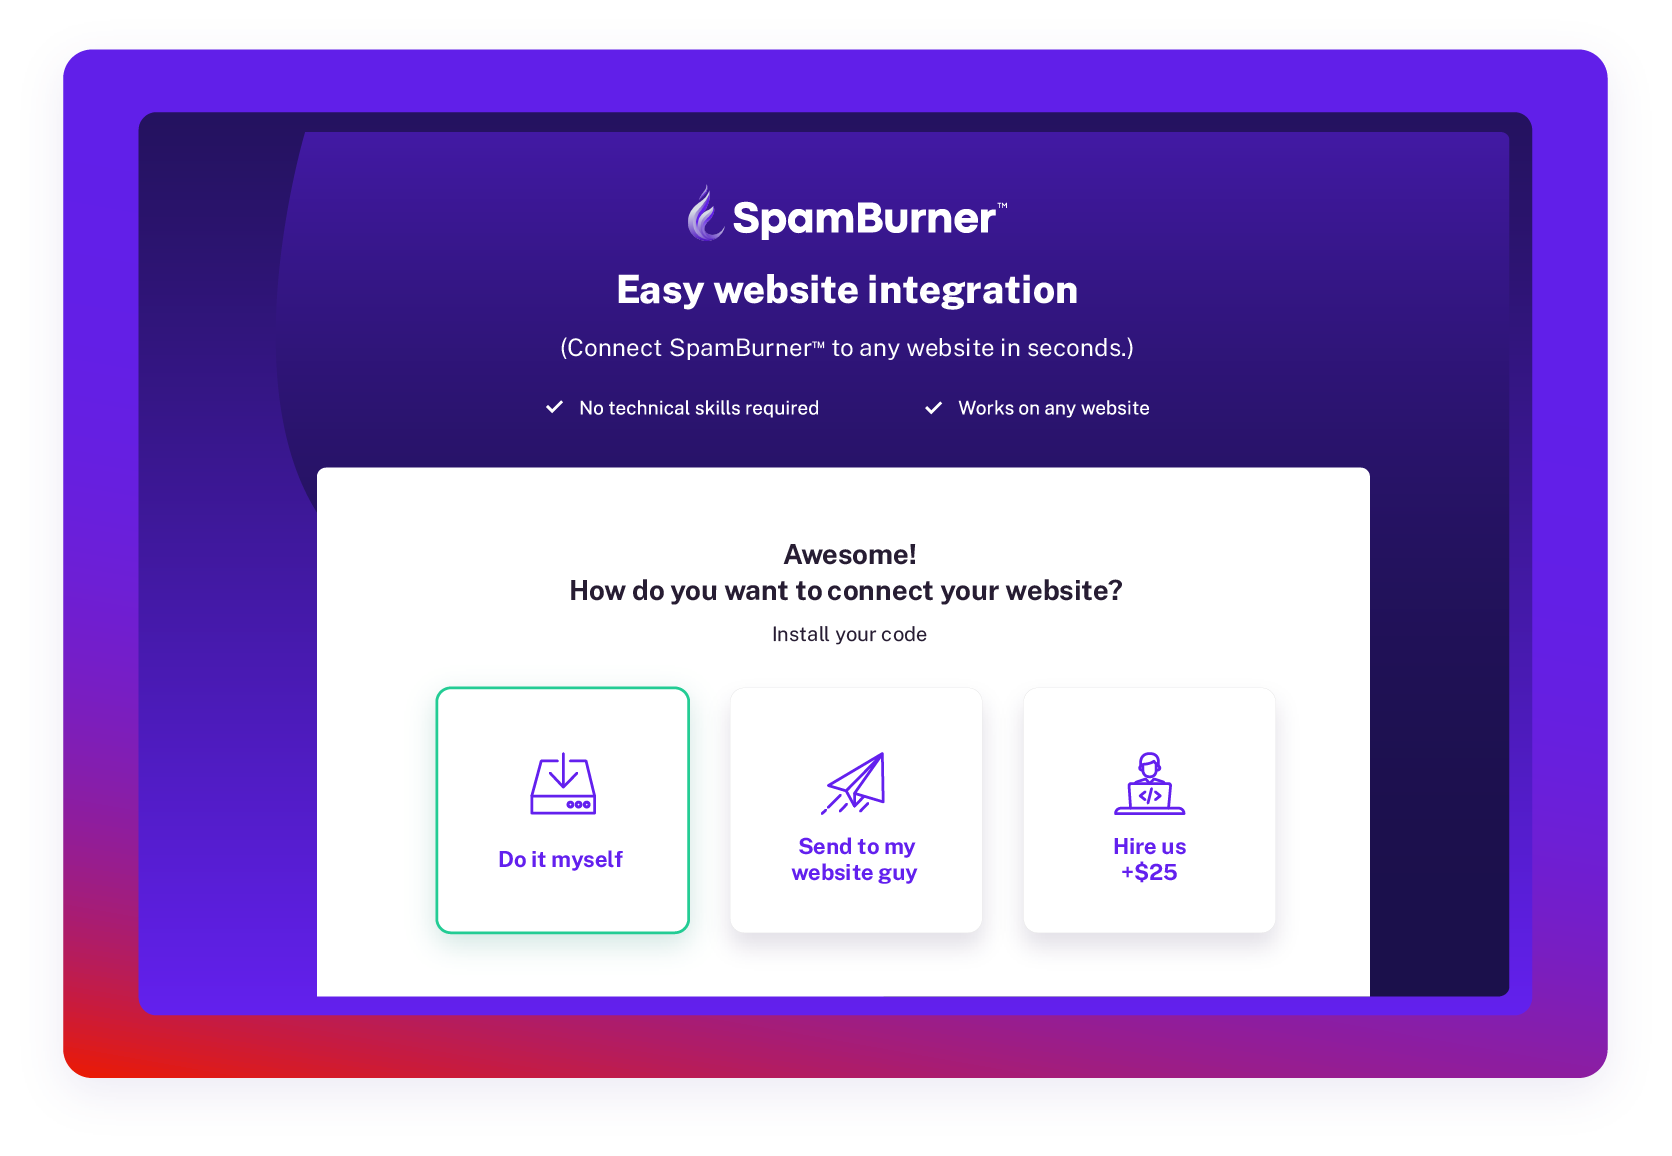 SpamBurner™
Easy website integration
(Connect SpamBurner™ to any website in seconds.)
No technical skills required
Works on any website
Awesome!
How do you want to connect your website?
Install your code
Do it myself
Send to my
website guy
Hire us
+$25